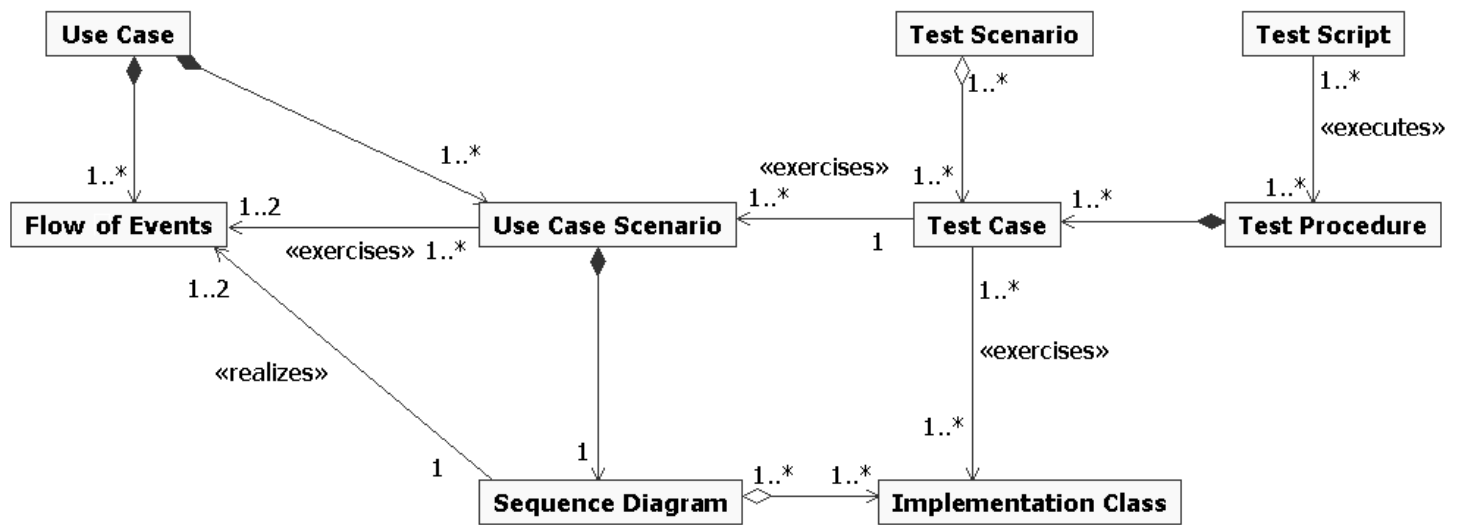 Use Case
Test Scenario
Test Script
1..*
1..*
«executes»
1..*
«exercises»
1..*
1..*
1..*
1..*
1..*
1..2
Flow of Events
Use Case Scenario
Test Case
Test Procedure
«exercises» 1..*
1
1..2
1..*
«exercises»
«realizes»
1..*
1
1
1..*
1..*
Sequence Diagram
Implementation Class